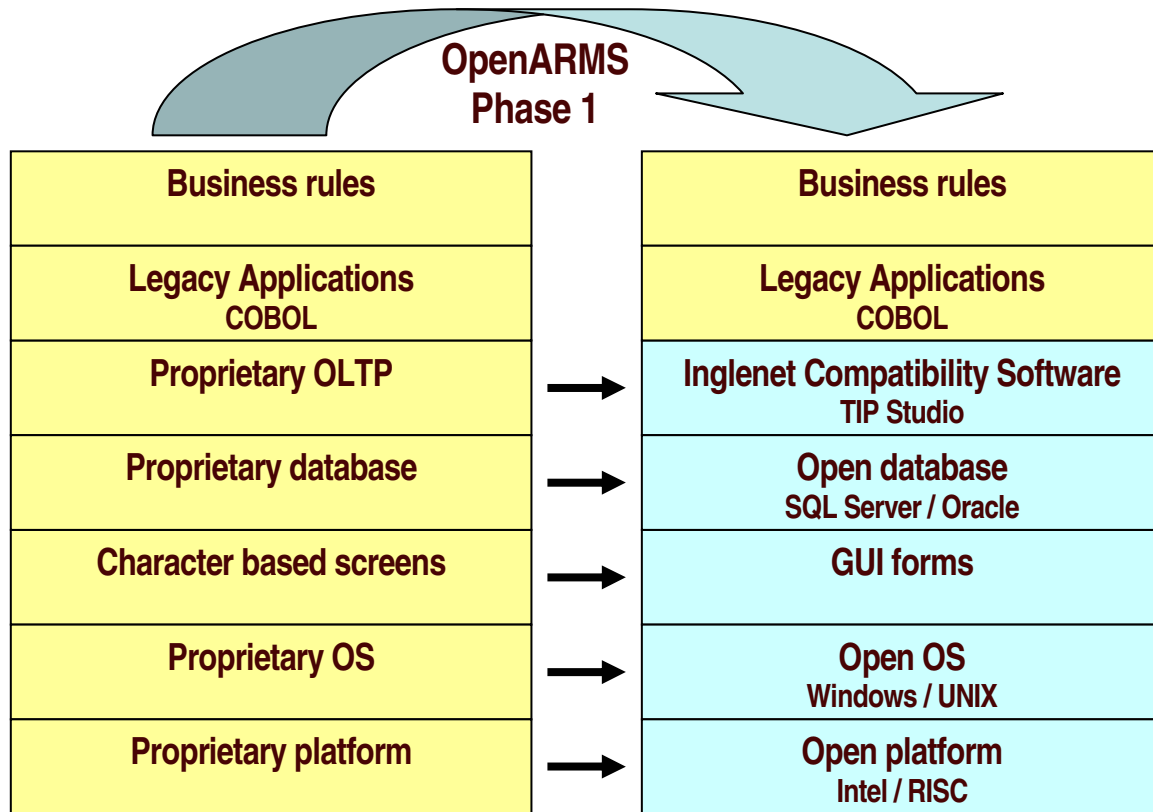 OpenARMS
Phase 1
Business rules
Legacy Applications
COBOL
Proprietary OLTP
Proprietary database
Character based screens
Proprietary OS
Proprietary platform
Business rules
Legacy Applications
COBOL
Inglenet Compatibility Software
TIP Studio
Open database
SQL Server / Oracle
GUI forms
Open OS
Windows / UNIX
Open platform
Intel / RISC